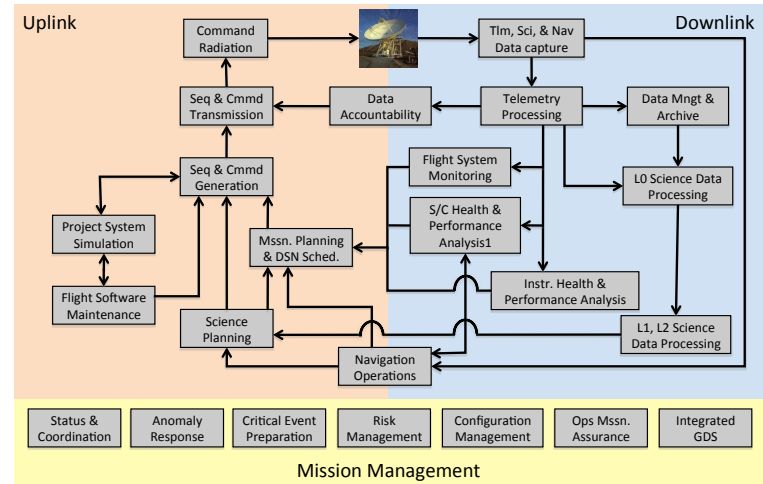 Uplink
Downlink
Command
Radiation
Tlm, Sci, & Nav
Data capture
Seq & Cmmd
Transmission
Data
Accountability
Telemetry
Processing
Data Mngt &
Archive
Seq & Cmmd
Generation
Flight System
Monitoring
L0 Science Data
Processing
Project System
Simulation
Mssn. Planning
& DSN Sched.
S/C Health &
Performance
Analysis1
Flight Software
Maintenance
Instr. Health &
Performance Analysis
Science
Planning
L1, L2 Science
Data Processing
Navigation
Operations
Status &
Coordination
Anomaly
Response
Critical Event
Preparation
Risk
Management
Configuration
Management
Ops Mssn.
Assurance
Integrated
GDS
Mission Management